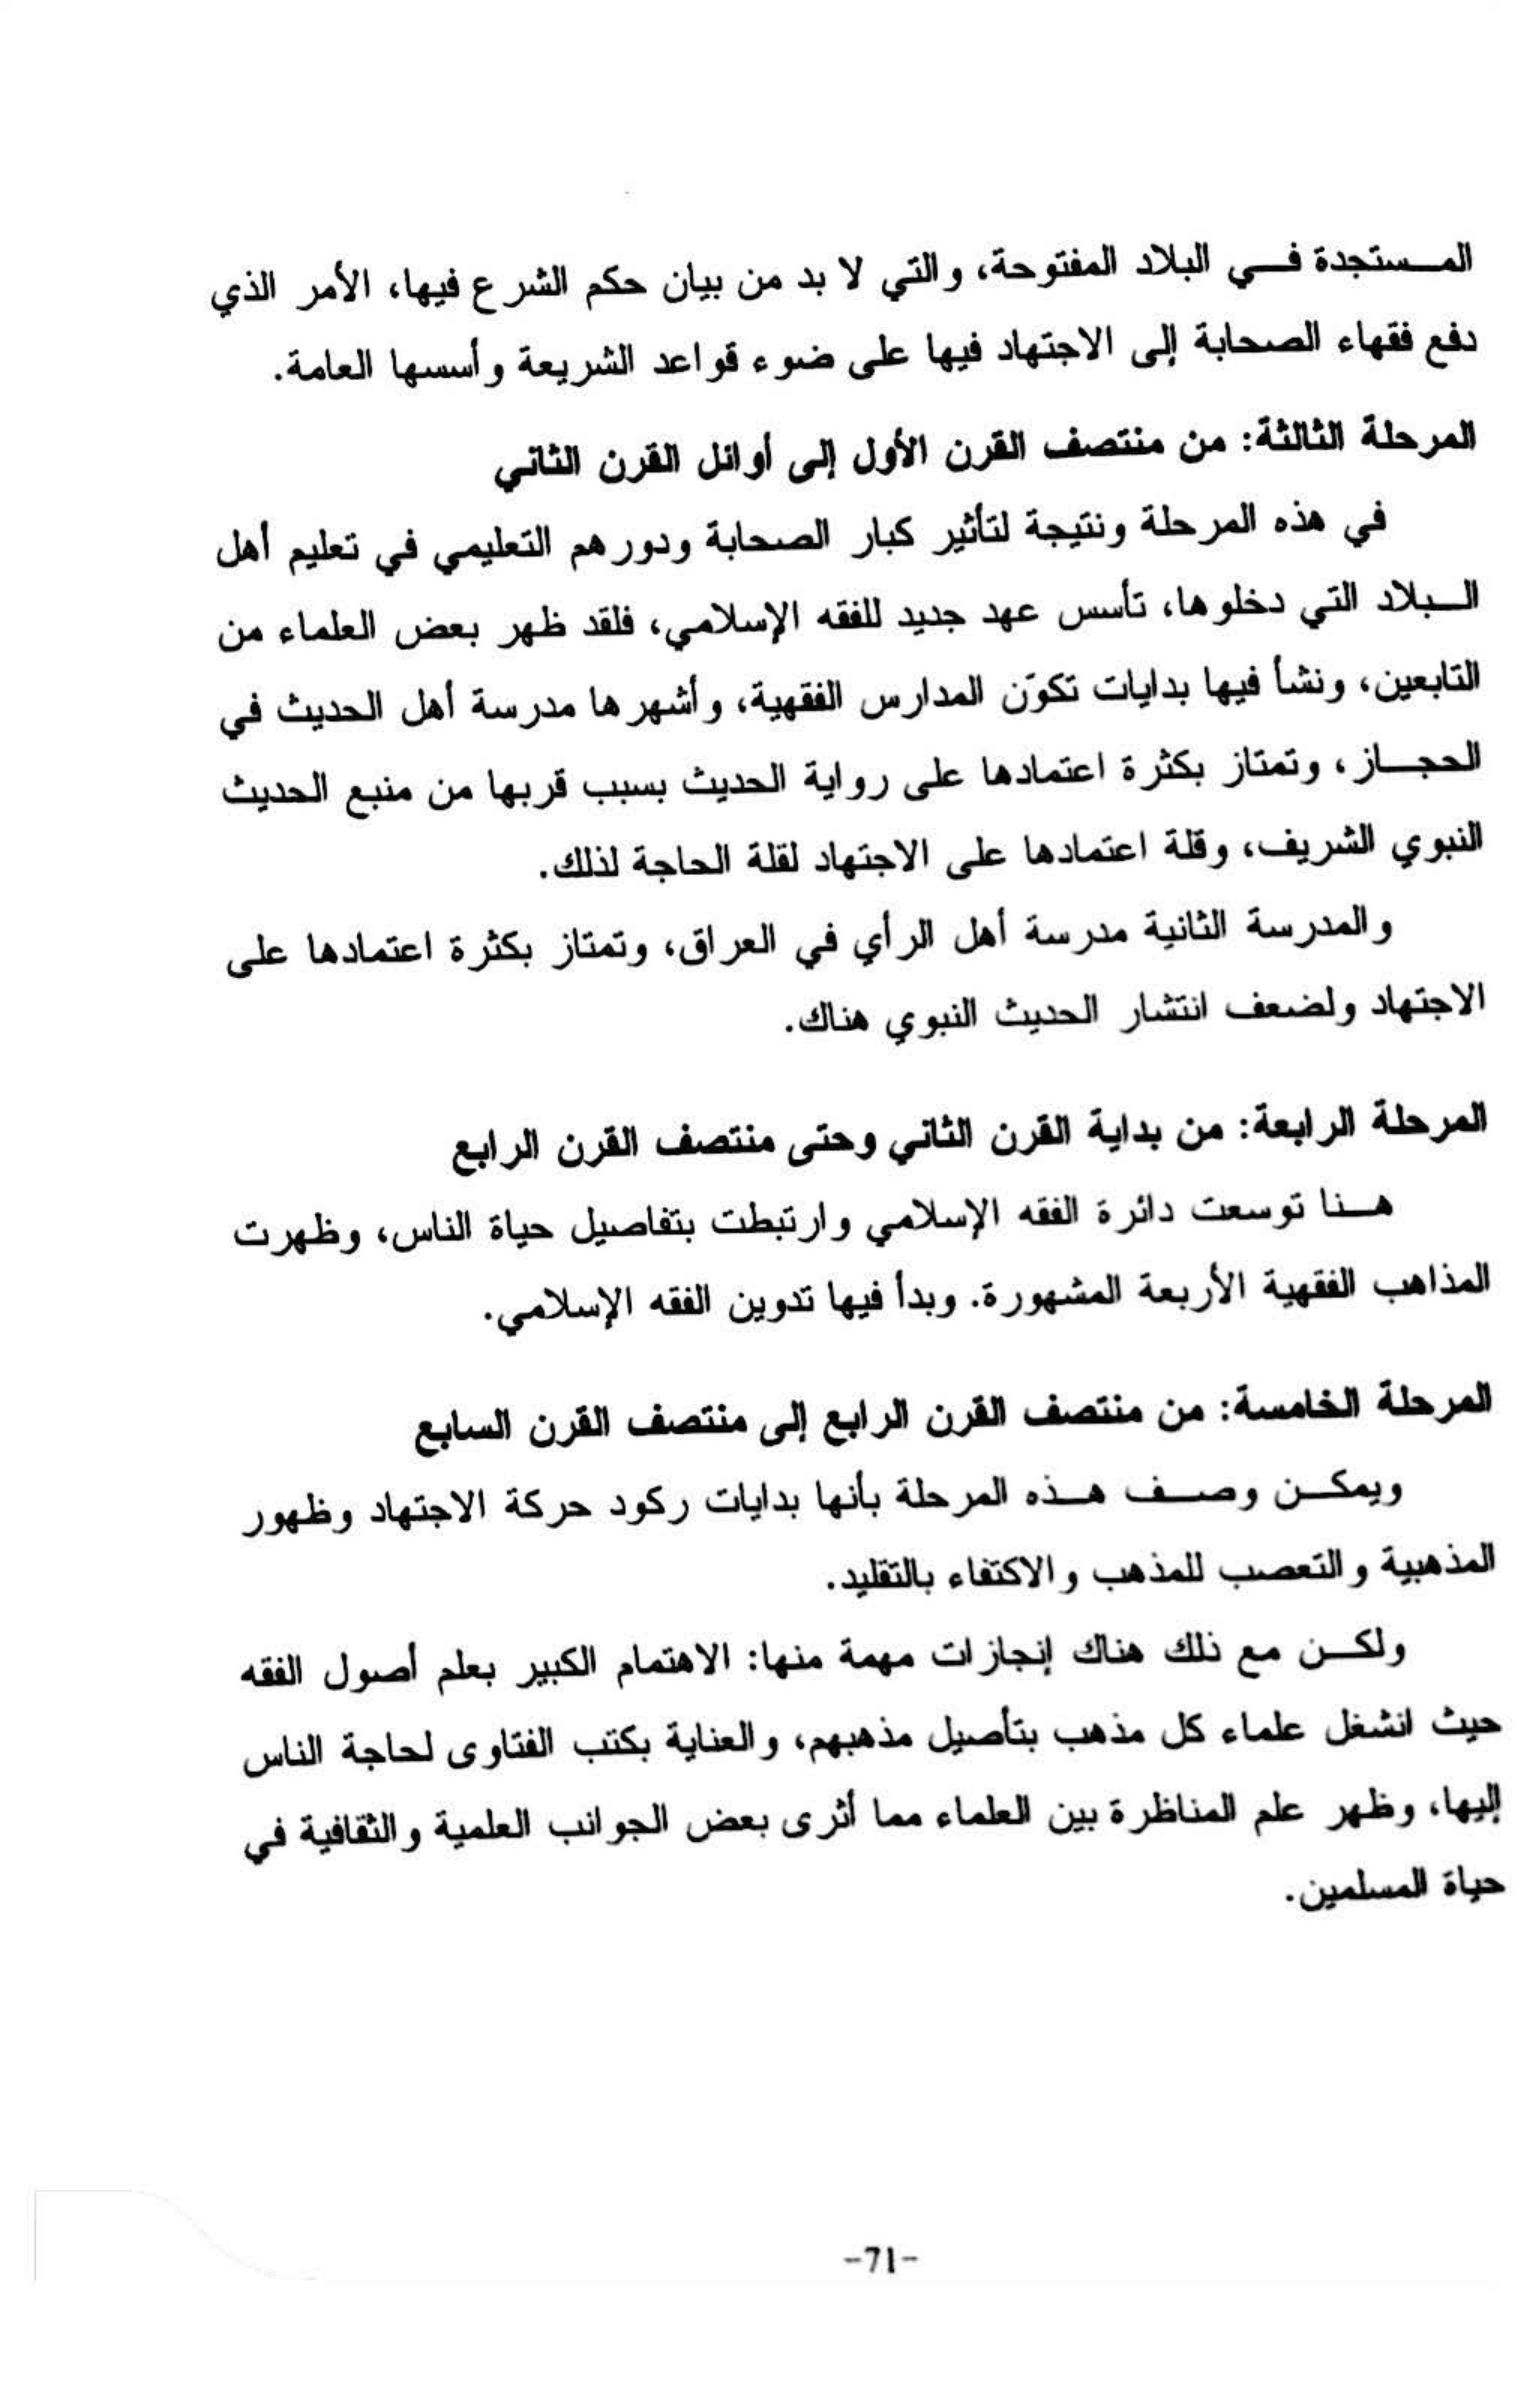 المستجدة في البلاد المفتوحة، والتي لا بد من بيان حكم الشرع فيها، الأمر الذي
دفع فقهاء الصحابة إلى الاجتهاد فيها على ضوء قواعد الشريعة وأسسها العامة.
المرحلة الثالثة: من منتصف القرن الأول إلى أوائل القرن الثاني
في هذه المرحلة ونتيجة لتأثير كبار الصحابة ودورهم التعليمي في تعليم أهل
البلاد التي دخلوها، تأسس عهد جديد للفقه الإسلامي، فلقد ظهر بعض العلماء من
التابعين، ونشأ فيها بدايات تكوّن المدارس الفقهية، وأشهرها مدرسة أهل الحديث في
الحجاز، وتمتاز بكثرة اعتمادها على رواية الحديث بسبب قربها من منبع الحديث
النبوي الشريف، وقلة اعتمادها على الاجتهاد لقلة الحاجة لذلك.
والمدرسة الثانية مدرسة أهل الرأي في العراق، وتمتاز بكثرة اعتمادها على
الاجتهاد ولضعف انتشار الحديث النبوي هناك.
المرحلة الرابعة: من بداية القرن الثاني وحتى منتصف القرن الرابع
هنا توسعت دائرة الفقه الإسلامي وارتبطت بتفاصيل حياة الناس، وظهرت
المذاهب الفقهية الأربعة المشهورة. وبدأ فيها تدوين الفقه الإسلامي.
المرحلة الخامسة: من منتصف القرن الرابع إلى منتصف القرن السابع
ويمكن وصف هذه المرحلة بأنها بدايات ركود حركة الاجتهاد وظهور
المذهبية والتعصب للمذهب والاكتفاء بالتقليد.
ولكن مع ذلك هناك إنجازات مهمة منها: الاهتمام الكبير بعلم أصول الفقه
حيث انشغل علماء كل مذهب بتأصيل مذهبهم، والعناية بكتب الفتاوى لحاجة الناس
إليها، وظهر علم المناظرة بين العلماء مما أثرى بعض الجوانب العلمية والثقافية في
حياة المسلمين.
-71-